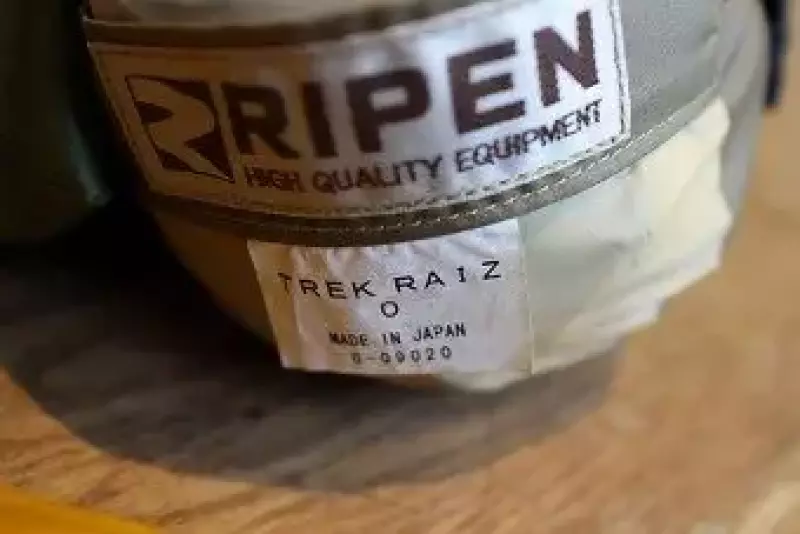 RIPEN
HIGH QUALITY EQUIPMENT
TREK RAIZ
0
MADE IN JAPAN
0-09020